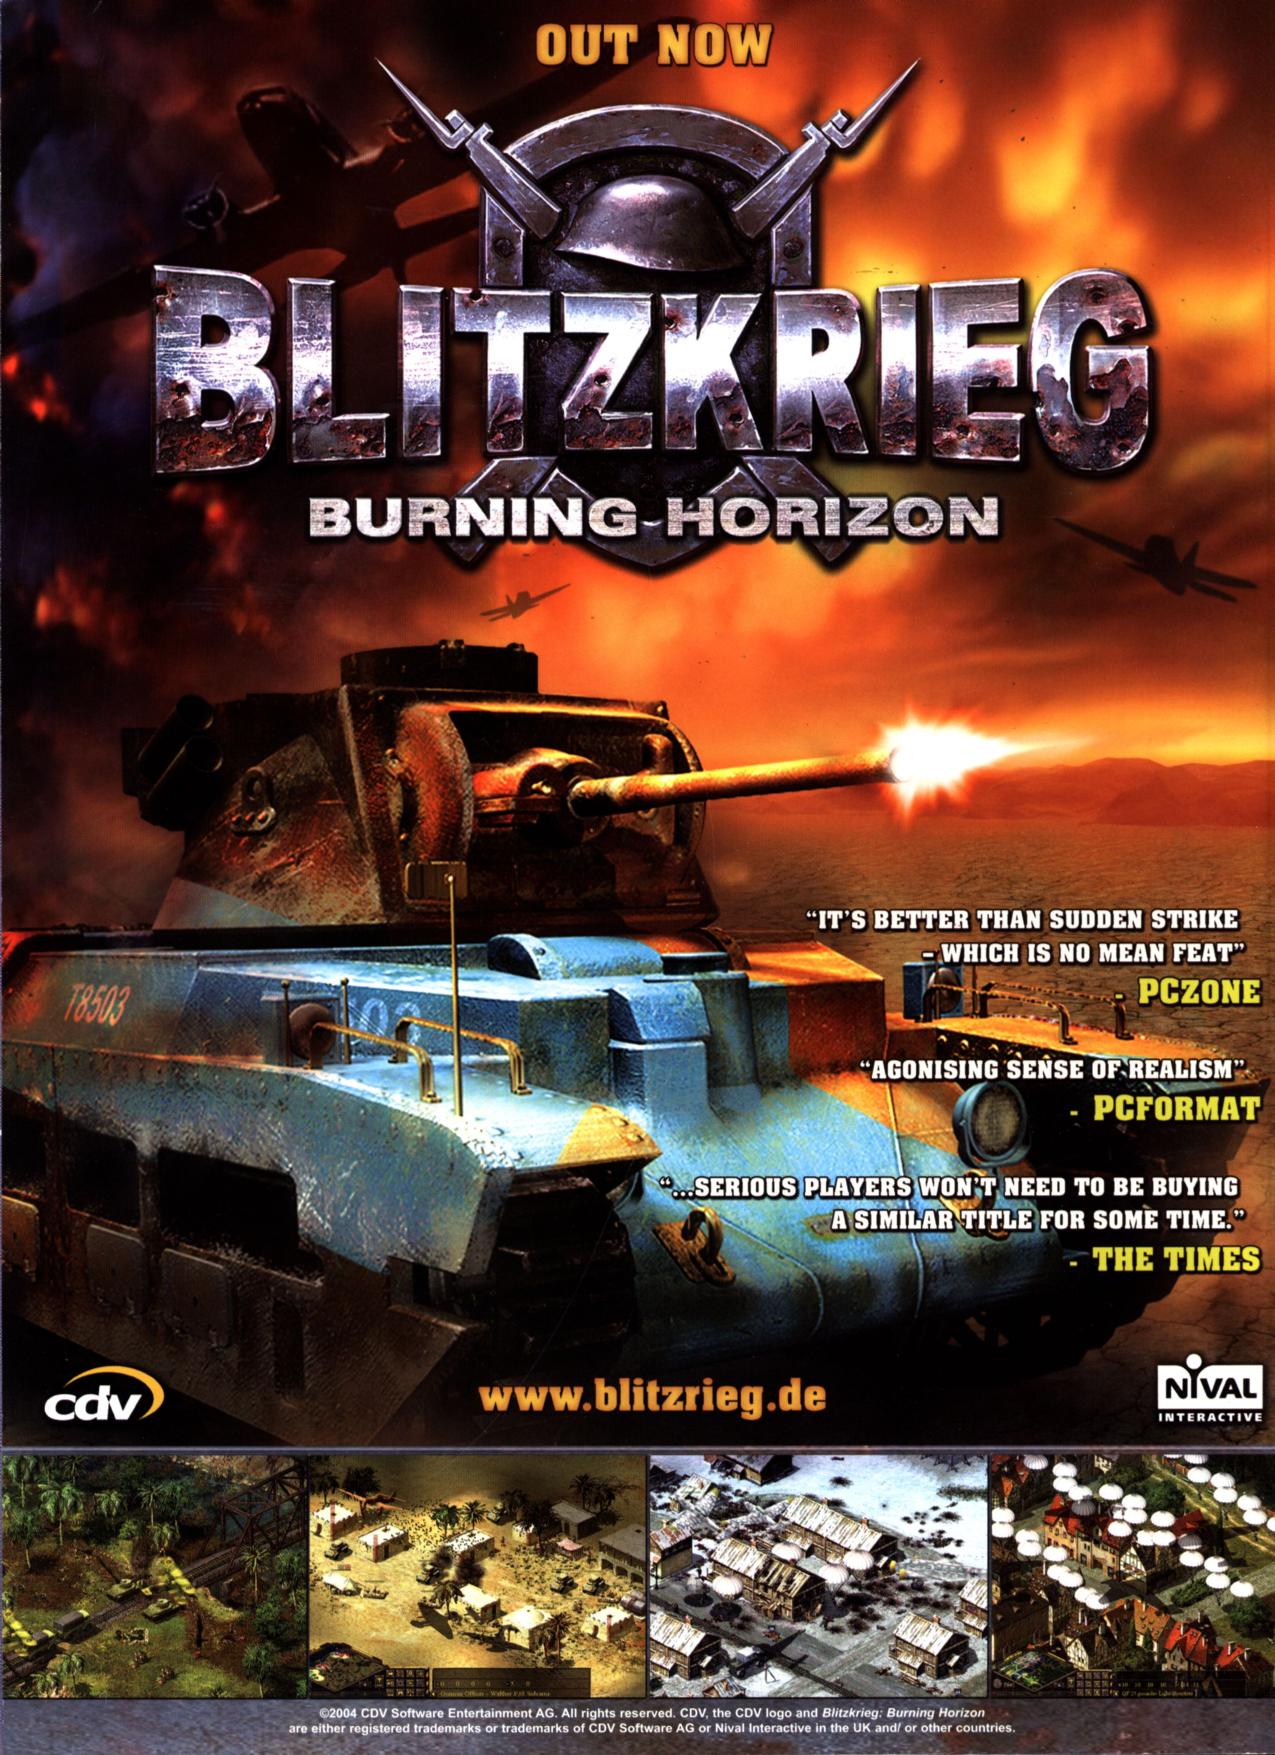 OUT NOW
BLITZKRIEG
BURNING HORIZON
"IT'S BETTER THAN SUDDEN STRIKE
- WHICH IS NO MEAN FEAT"
- PCZONE
T8503
"AGONISING SENSE OF REALISM"
- PCFORMAT
"...SERIOUS PLAYERS WON'T NEED TO BE BUYING
A SIMILAR TITLE FOR SOME TIME."
- THE TIMES
cdv
www.blitzrieg.de
NIVAL
INTERACTIVE
©2004 CDV Software Entertainment AG. All rights reserved. CDV, the CDV logo and Blitzkrieg: Burning Horizon
are either registered trademarks or trademarks of CDV Software AG or Nival Interactive in the UK and/ or other countries.